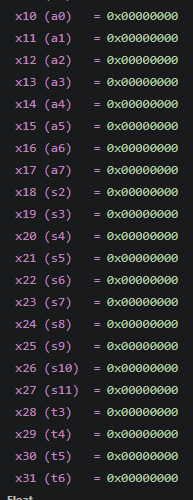 x10 (a0) = 0x00000000
x11 (a1) = 0x00000000
x12 (a2) = 0x00000000
x13 (a3) = 0x00000000
x14 (a4) = 0x00000000
x15 (a5) = 0x00000000
x16 (a6) = 0x00000000
x17 (a7) = 0x00000000
x18 (s2) = 0x00000000
x19 (s3) = 0x00000000
x20 (s4) = 0x00000000
x21 (s5) = 0x00000000
x22 (s6) = 0x00000000
x23 (s7) = 0x00000000
x24 (s8) = 0x00000000
x25 (s9) = 0x00000000
x26 (s10) = 0x00000000
x27 (s11) = 0x00000000
x28 (t3) = 0x00000000
x29 (t4) = 0x00000000
x30 (t5) = 0x00000000
x31 (t6) = 0x00000000
Float